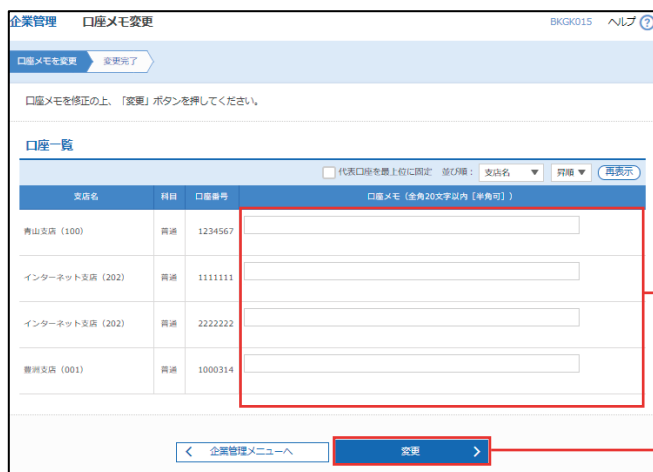 企業管理 口座メモ変更 BKGK015 ヘルプ ?
口座メモを変更 変更完了
口座メモを修正の上、「変更」ボタンを押してください。
口座一覧
代表口座を最上位に固定 並び順： 支店名 ▼ 昇順 ▼ 再表示
支店名 科目 口座番号 口座メモ（全角20文字以内［半角可］）
青山支店（100） 普通 1234567
インターネット支店（202） 普通 1111111
インターネット支店（202） 普通 2222222
豊洲支店（001） 普通 1000314
企業管理メニューへ 変更